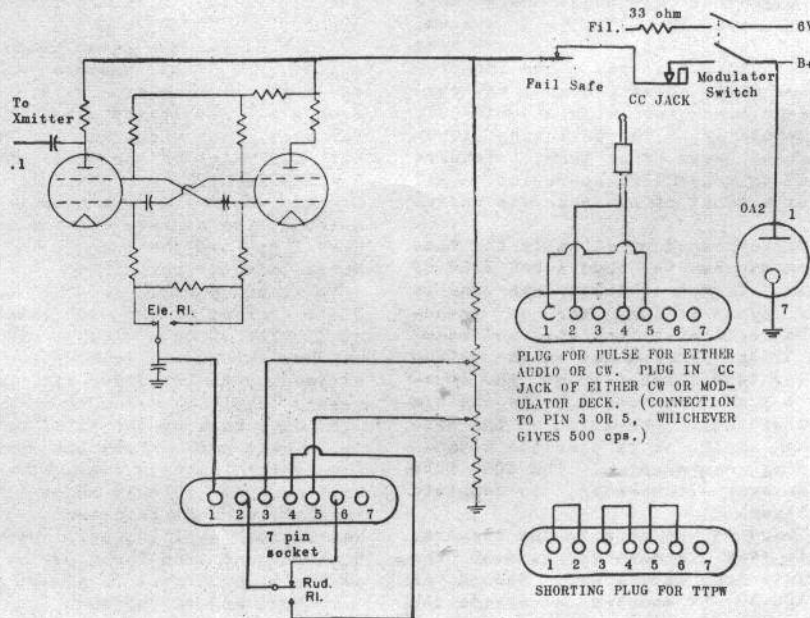 33 ohm
Fil.
6V
B+
Fail Safe
CC JACK
Modulator
Switch
To
Xmitter
.1
OA2
1
7
Ele. Rl.
1 2 3 4 5 6 7
PLUG FOR PULSE FOR EITHER
AUDIO OR CW. PLUG IN CC
JACK OF EITHER CW OR MOD-
ULATOR DECK. (CONNECTION
TO PIN 3 OR 5, WHICHEVER
GIVES 500 cps.)
1 2 3 4 5 6 7
7 pin
socket
Rud.
Rl.
1 2 3 4 5 6 7
SHORTING PLUG FOR TTPW